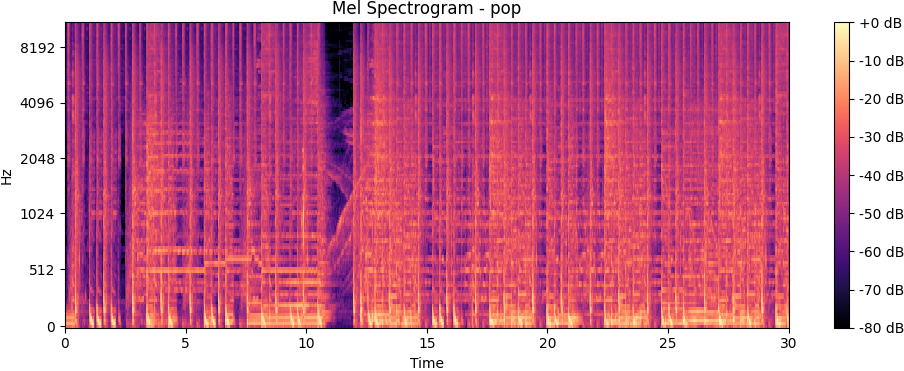 Mel Spectrogram - pop
8192
4096
2048
1024
512
0
Hz
0
5
10
15
20
25
30
Time
+0 dB
-10 dB
-20 dB
-30 dB
-40 dB
-50 dB
-60 dB
-70 dB
-80 dB